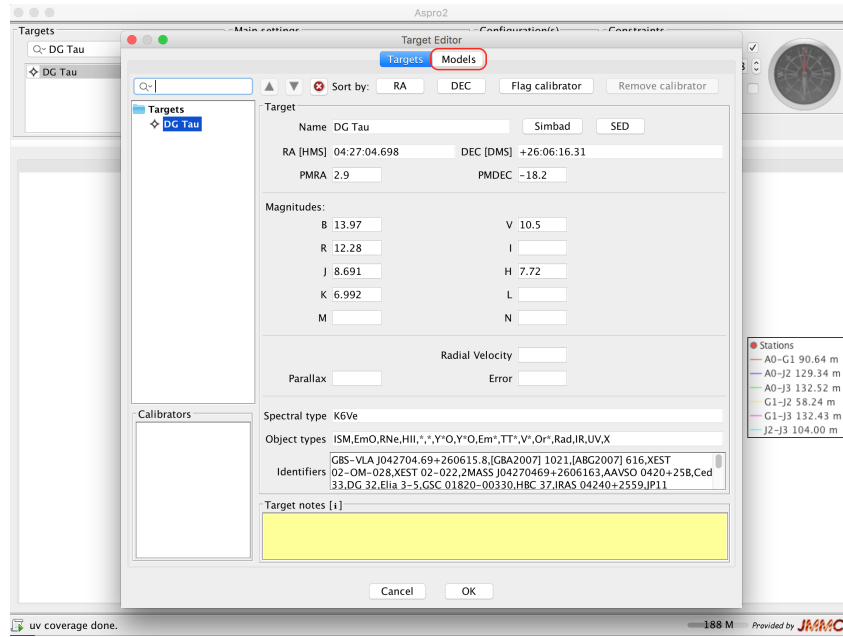 Aspro2
Targets
Main settings
Configuration(s)
Constraints
DG Tau
DG Tau
Target Editor
Targets Models
Sort by: RA DEC Flag calibrator Remove calibrator
Targets
DG Tau
Target
Name DG Tau Simbad SED
RA [HMS] 04:27:04.698 DEC [DMS] +26:06:16.31
PMRA 2.9 PMDEC -18.2
Magnitudes:
B 13.97 V 10.5
R 12.28 I
J 8.691 H 7.72
K 6.992 L
M N
Radial Velocity
Parallax Error
Spectral type K6Ve
Object types ISM,EmO,RNe,HII,*,*,Y*O,Y*O,Em*,TT*,V*,Or*,Rad,IR,UV,X
Identifiers
GBS-VLA J042704.69+260615.8,[GBA2007] 1021,[ABG2007] 616,XEST
02-OM-028,XEST 02-022,2MASS J04270469+2606163,AAVSO 0420+25B,Ced
33,DG 32,Elia 3-5,GSC 01820-00330,HBC 37,IRAS 04240+2559,JP11
Calibrators
Target notes [i]
Cancel OK
Stations
A0-G1 90.64 m
A0-J2 129.34 m
A0-J3 132.52 m
G1-J2 58.24 m
G1-J3 132.43 m
J2-J3 104.00 m
uv coverage done.
188 M
Provided by JMMC